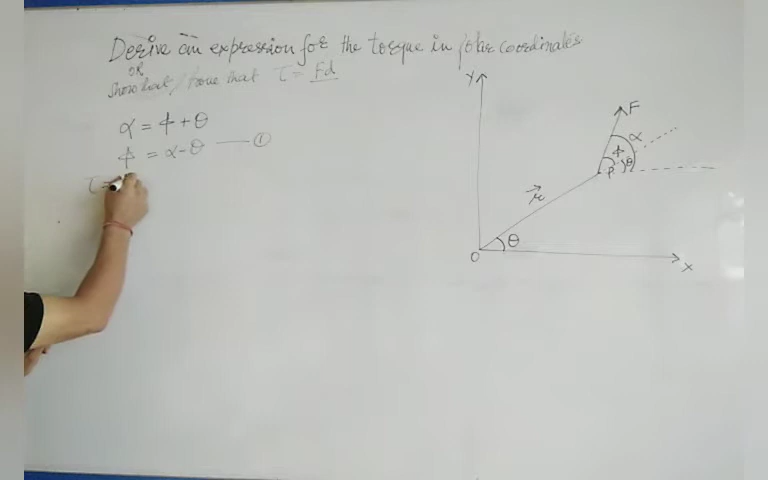 Derive an expression for the torque in polar coordinates
OR
Show that / Prove that τ = Fd
α = ϕ + θ
ϕ = α - θ —— ①
τ =
Y
F
α
ϕ
P θ
r⃗
θ
O
X